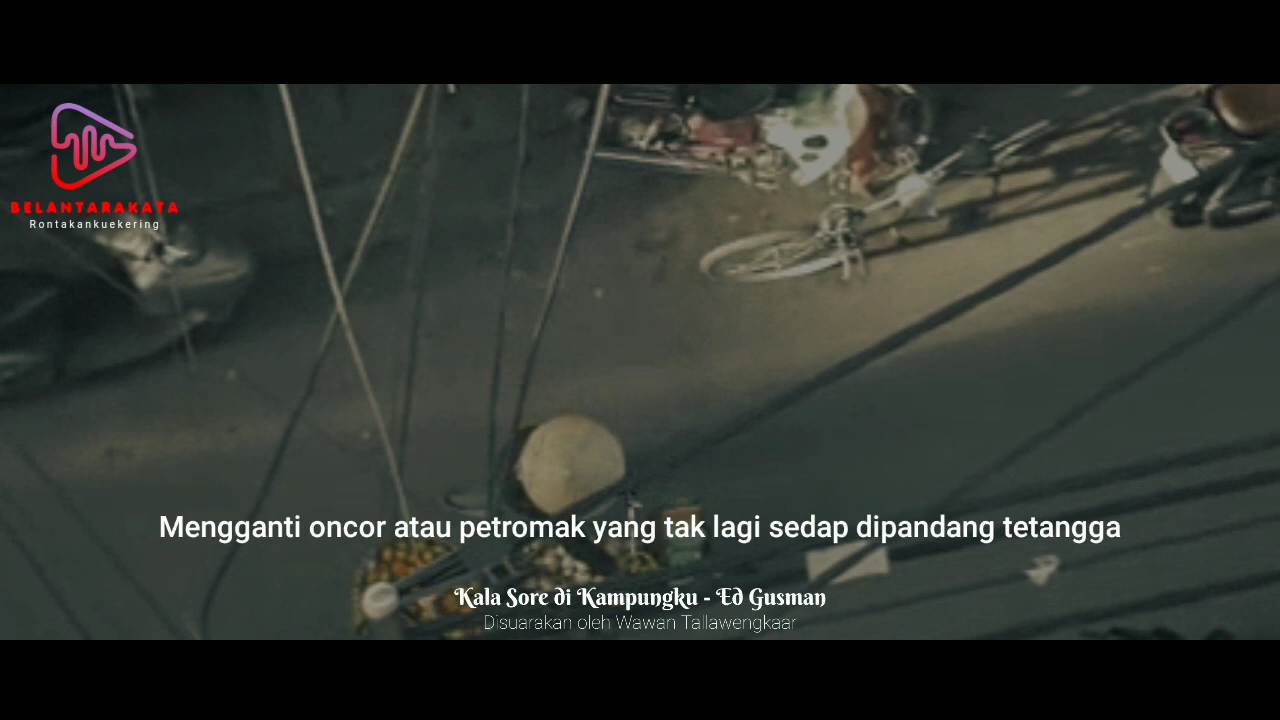 BELANTARAKATA
Rontakankuekering
Mengganti oncor atau petromak yang tak lagi sedap dipandang tetangga
Kala Sore di Kampungku - Ed Gusman
Disuarakan oleh Wawan Tallawengkaar